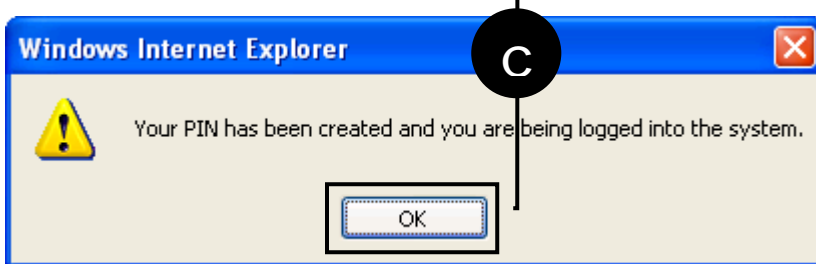 Windows Internet Explorer
C
Your PIN has been created and you are being logged into the system.
OK